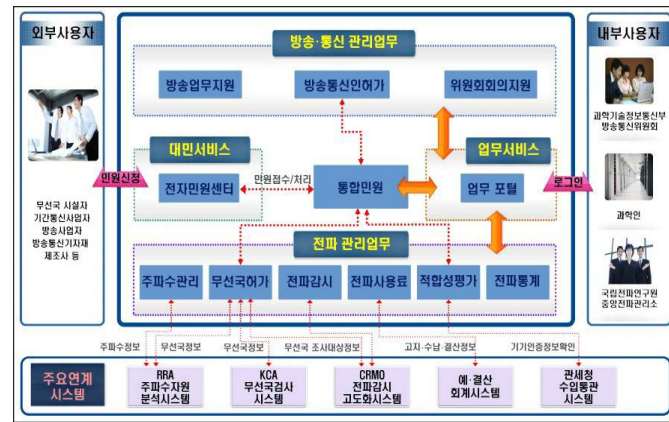 외부사용자
방송·통신 관리업무
내부사용자
방송업무지원
방송통신인허가
위원회회의지원
과학기술정보통신부
방송통신위원회
대민서비스
업무서비스
민원신청
전자민원센터
민원접수/처리
통합민원
업무 포털
로그인
무선국 시설자
기간통신사업자
방송사업자
방송통신기자재
제조사 등
과학인
전파 관리업무
주파수관리
무선국허가
전파감시
전파사용료
적합성평가
전파통계
국립전파연구원
중앙전파관리소
주파수정보
무선국정보
무선국정보
무선국 조사대상정보
고지·수납·결산정보
기기인증정보확인
주요연계
시스템
RRA
주파수자원
분석시스템
KCA
무선국검사
시스템
CRMO
전파감시
고도화시스템
예·결산
회계시스템
관세청
수입통관
시스템